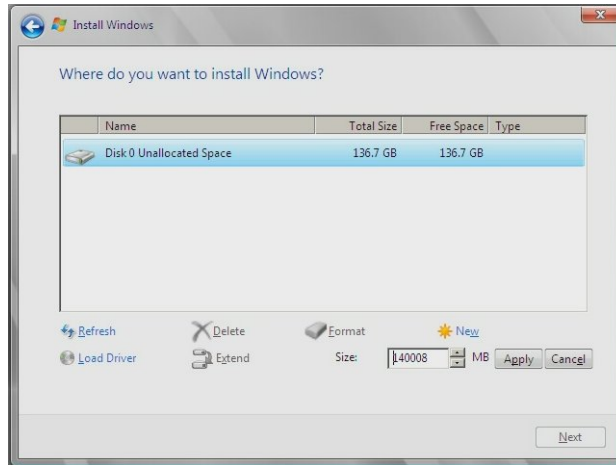 Install Windows
Where do you want to install Windows?
Name Total Size Free Space Type
Disk 0 Unallocated Space 136.7 GB 136.7 GB
Refresh Delete Format New
Load Driver Extend Size: 140008 MB Apply Cancel
Next